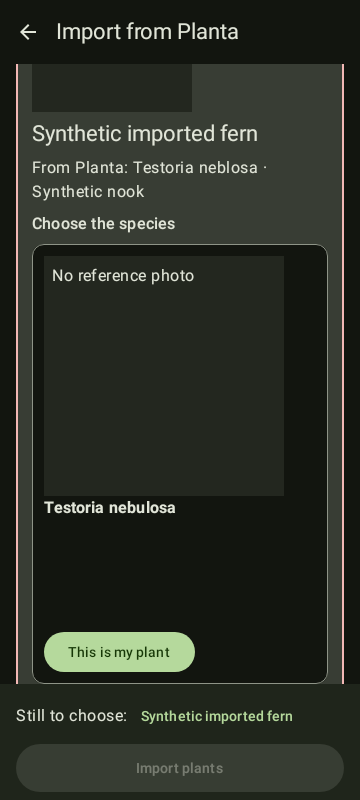 Import from Planta
Synthetic imported fern
From Planta: Testoria neblosa ·
Synthetic nook
Choose the species
No reference photo
Testoria nebulosa
This is my plant
Still to choose: Synthetic imported fern
Import plants